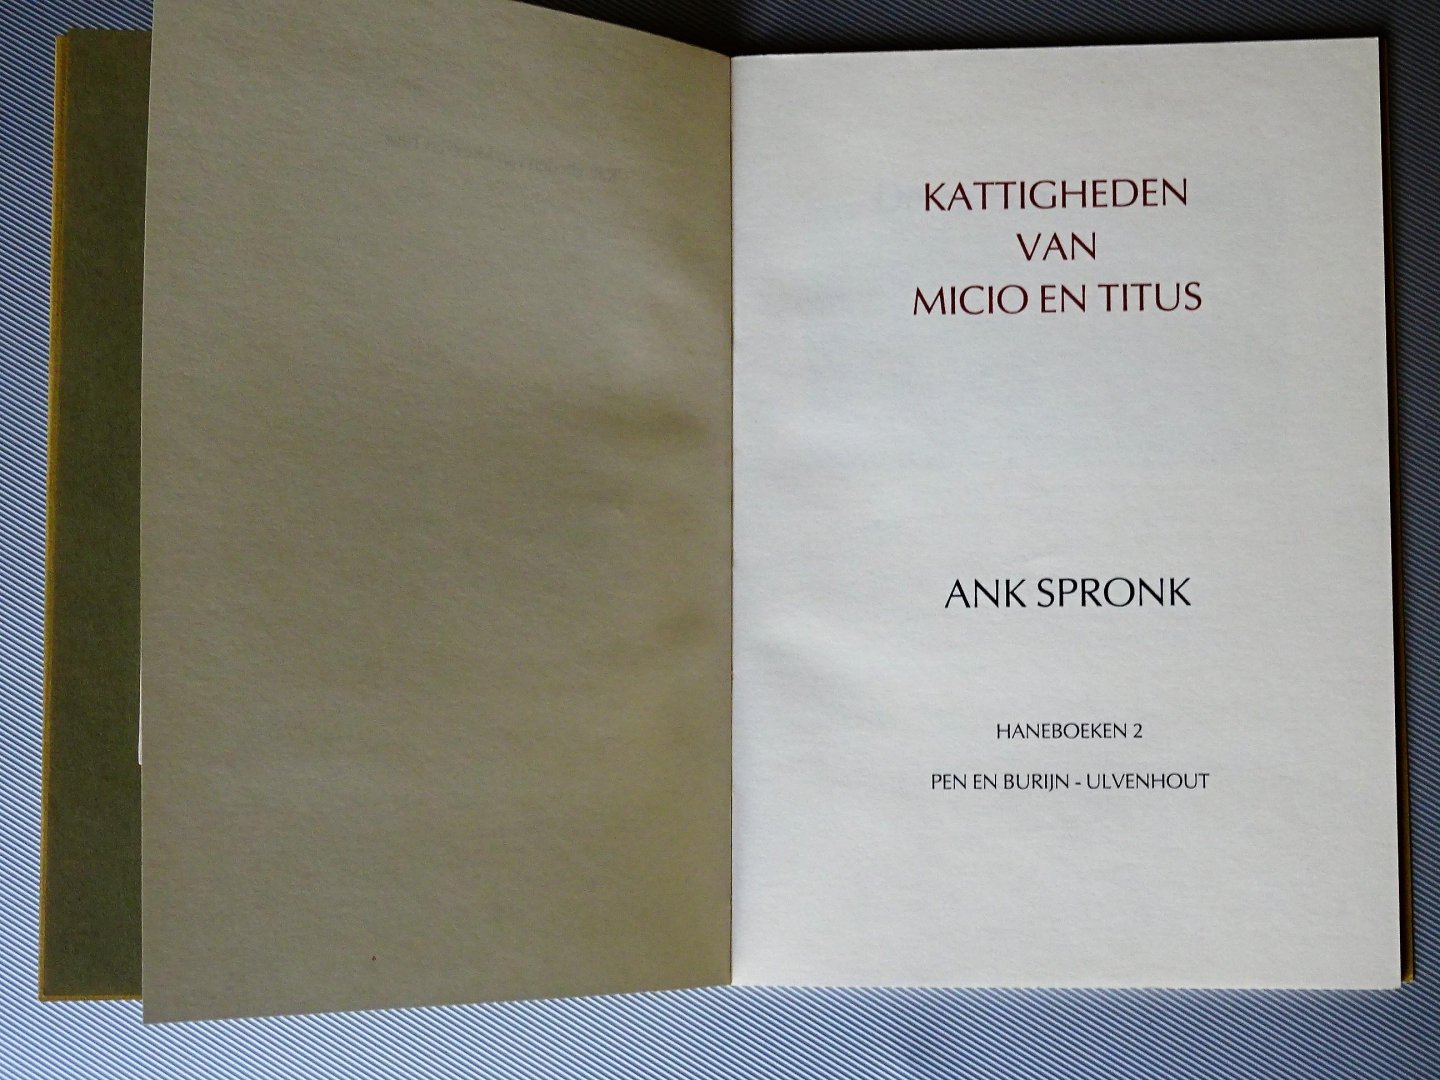 KATTIGHEDEN
VAN
MICIO EN TITUS
ANK SPRONK
HANEBOEKEN 2
PEN EN BURIJN - ULVENHOUT